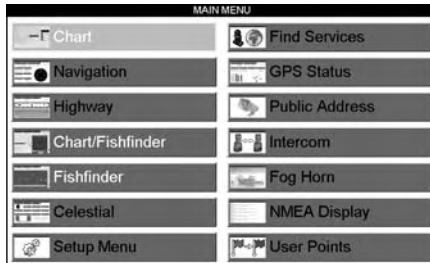 MAIN MENU
Chart
Navigation
Highway
Chart/Fishfinder
Fishfinder
Celestial
Setup Menu
Find Services
GPS Status
Public Address
Intercom
Fog Horn
NMEA Display
User Points